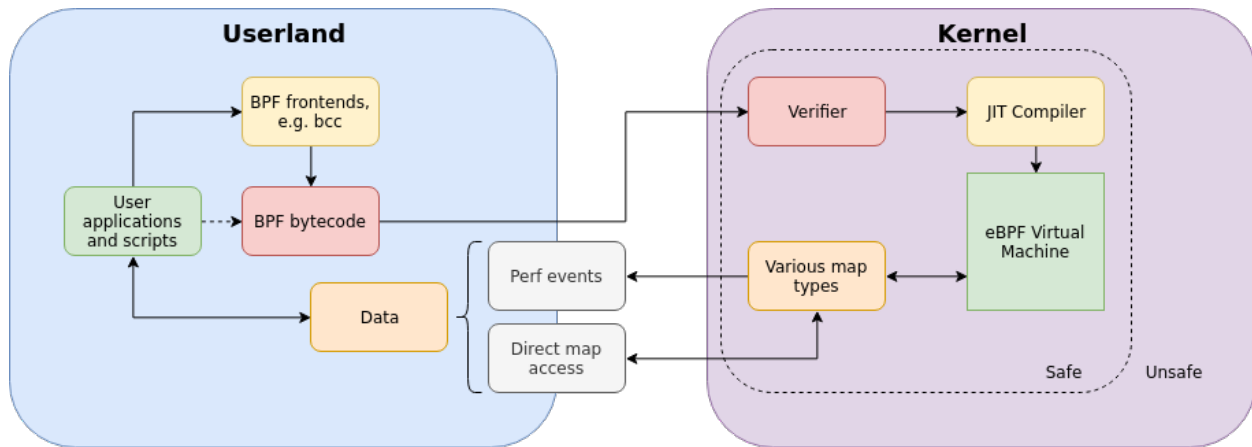 Userland
BPF frontends,
e.g. bcc
User
applications
and scripts
BPF bytecode
Data
Perf events
Direct map
access
Kernel
Verifier
JIT Compiler
eBPF Virtual
Machine
Various map
types
Safe
Unsafe